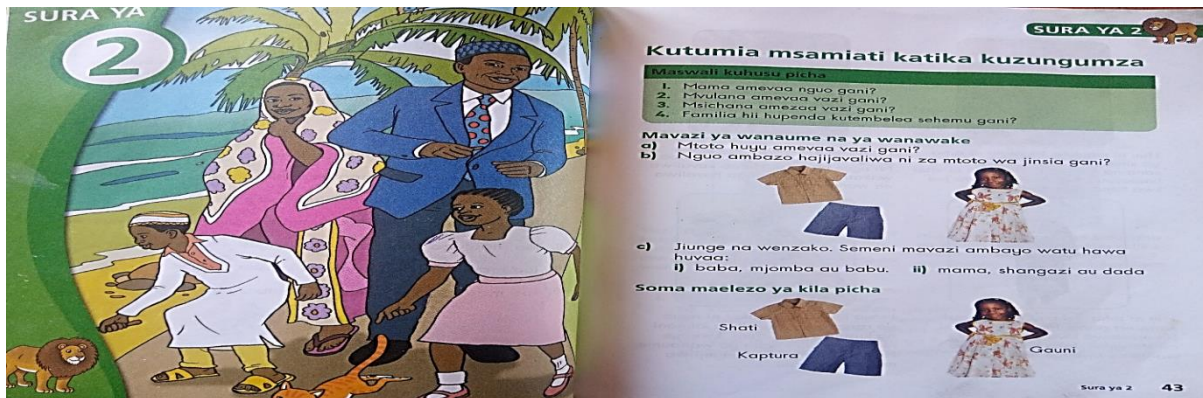 SURA YA
2
SURA YA 2
Kutumia msamiati katika kuzungumza
Maswali kuhusu picha
1. Mama amevaa nguo gani?
2. Mvulana amevaa vazi gani?
3. Msichana amezaa vazi gani?
4. Familia hii hupenda kutembelea sehemu gani?
Mavazi ya wanaume na ya wanawake
a) Mtoto huyu amevaa vazi gani?
b) Nguo ambazo hajijavaliwa ni za mtoto wa jinsia gani?
c) Jiunge na wenzako. Semeni mavazi ambayo watu hawa
huvaa:
i) baba, mjomba au babu. ii) mama, shangazi au dada
Soma maelezo ya kila picha
Shati
Kaptura
Gauni
Sura ya 2 43